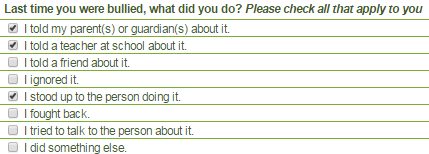 Last time you were bullied, what did you do? Please check all that apply to you
I told my parent(s) or guardian(s) about it.
I told a teacher at school about it.
I told a friend about it.
I ignored it.
I stood up to the person doing it.
I fought back.
I tried to talk to the person about it.
I did something else.